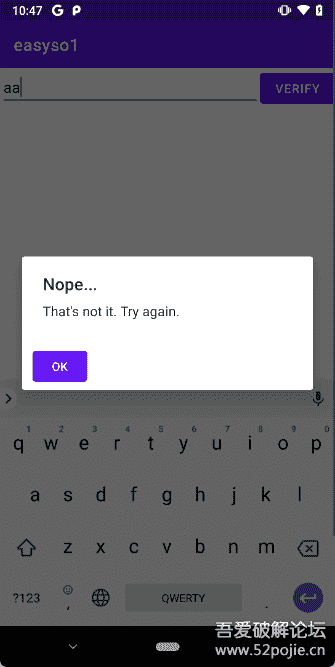 10:47
easyso1
aa
VERIFY
Nope...
That's not it. Try again.
OK
1 2 3 4 5 6 7 8 9 0
q w e r t y u i o p
a s d f g h j k l
z x c v b n m
?123 , QWERTY .
吾爱破解论坛
www.52pojie.cn